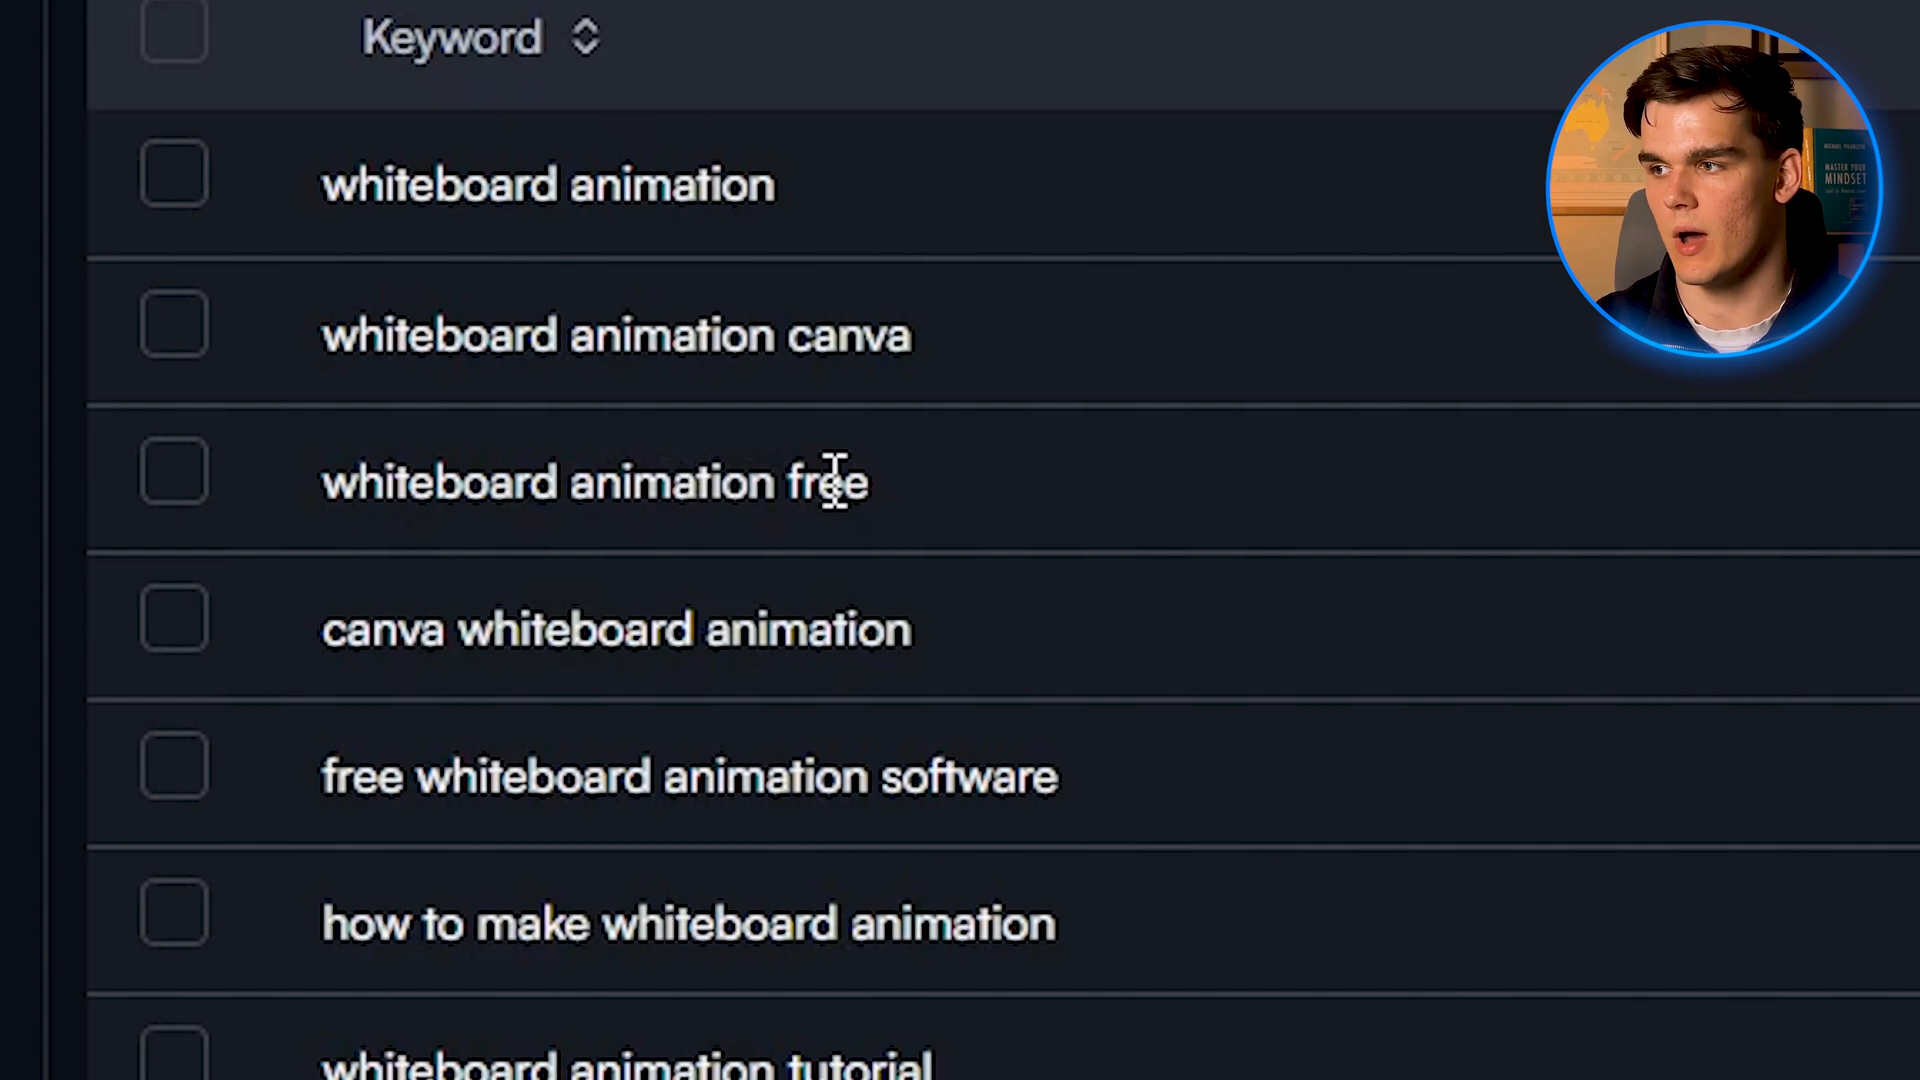 Keyword
whiteboard animation
whiteboard animation canva
whiteboard animation free
canva whiteboard animation
free whiteboard animation software
how to make whiteboard animation
whiteboard animation tutorial
MASTER YOUR
MINDSET